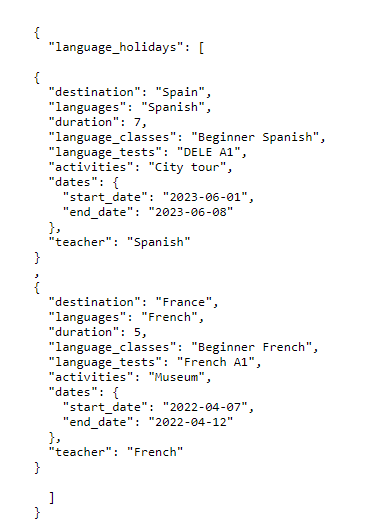 {
"language_holidays": [
{
"destination": "Spain",
"languages": "Spanish",
"duration": 7,
"language_classes": "Beginner Spanish",
"language_tests": "DELE A1",
"activities": "City tour",
"dates": {
"start_date": "2023-06-01",
"end_date": "2023-06-08"
},
"teacher": "Spanish"
}
,
{
"destination": "France",
"languages": "French",
"duration": 5,
"language_classes": "Beginner French",
"language_tests": "French A1",
"activities": "Museum",
"dates": {
"start_date": "2022-04-07",
"end_date": "2022-04-12"
},
"teacher": "French"
}
]
}